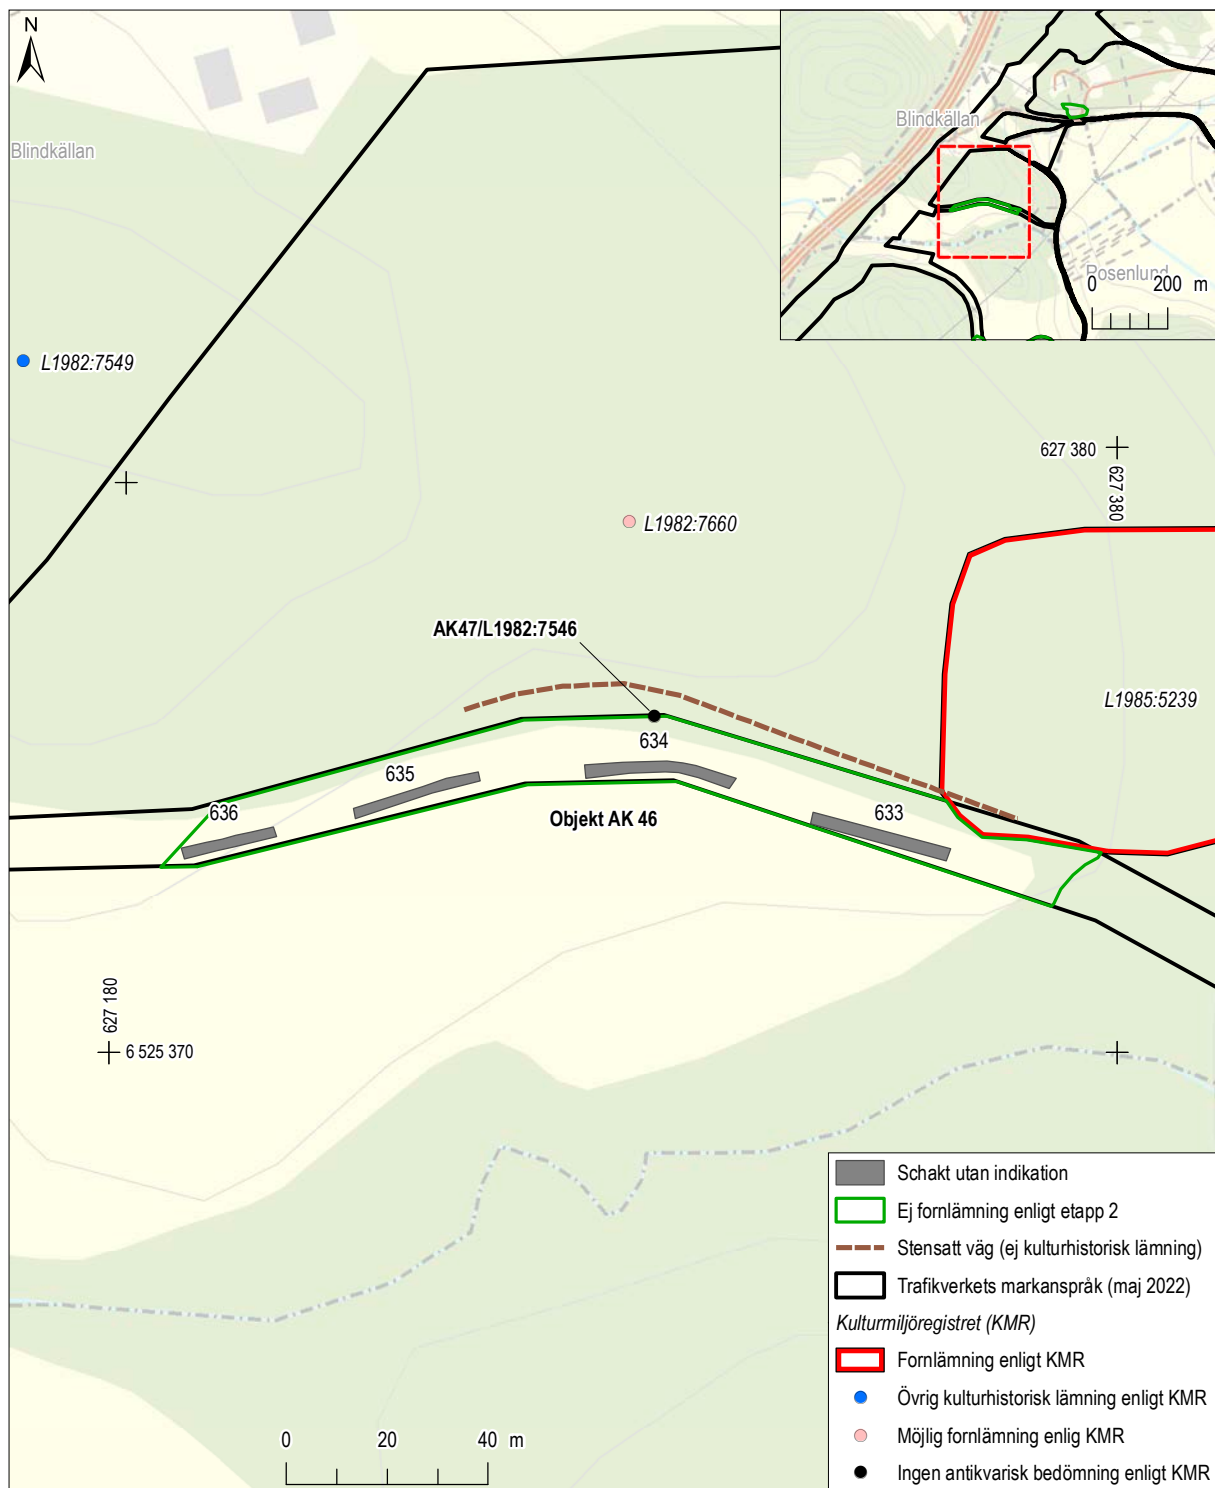 N
Blindkällan
Blindkällan
Rosenlund
0 200 m
L1982:7549
627 380
627 380
L1982:7660
AK47/L1982:7546
L1985:5239
634
635
636
633
Objekt AK 46
627 180
6 525 370
0 20 40 m
Schakt utan indikation
Ej fornlämning enligt etapp 2
Stensatt väg (ej kulturhistorisk lämning)
Trafikverkets markanspråk (maj 2022)
Kulturmiljöregistret (KMR)
Fornlämning enligt KMR
Övrig kulturhistorisk lämning enligt KMR
Möjlig fornlämning enlig KMR
Ingen antikvarisk bedömning enligt KMR